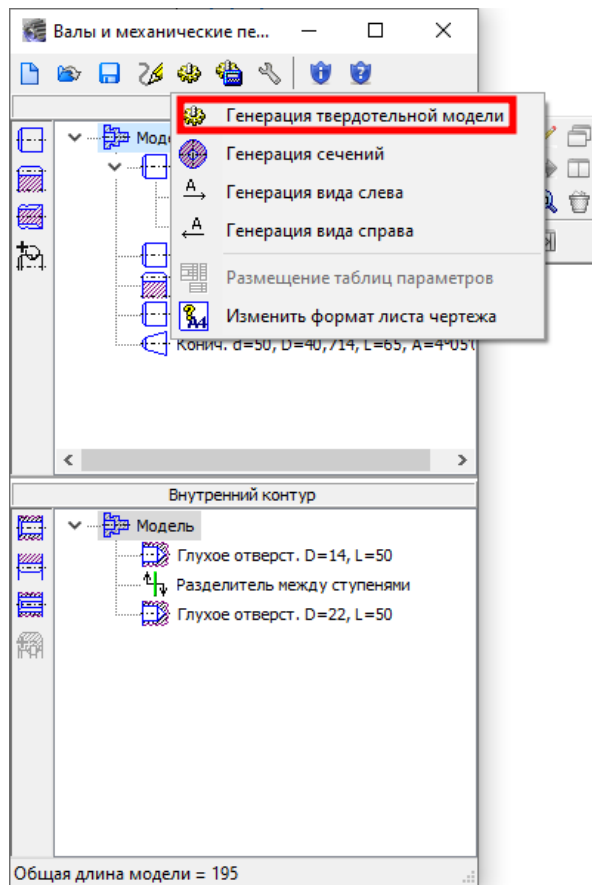 Валы и механические пе...
Генерация твердотельной модели
Генерация сечений
Генерация вида слева
Генерация вида справа
Размещение таблиц параметров
Изменить формат листа чертежа
Конич. d=50, D=40,714, L=65, A=4°05'
Внутренний контур
Модель
Глухое отверст. D=14, L=50
Разделитель между ступенями
Глухое отверст. D=22, L=50
Общая длина модели = 195